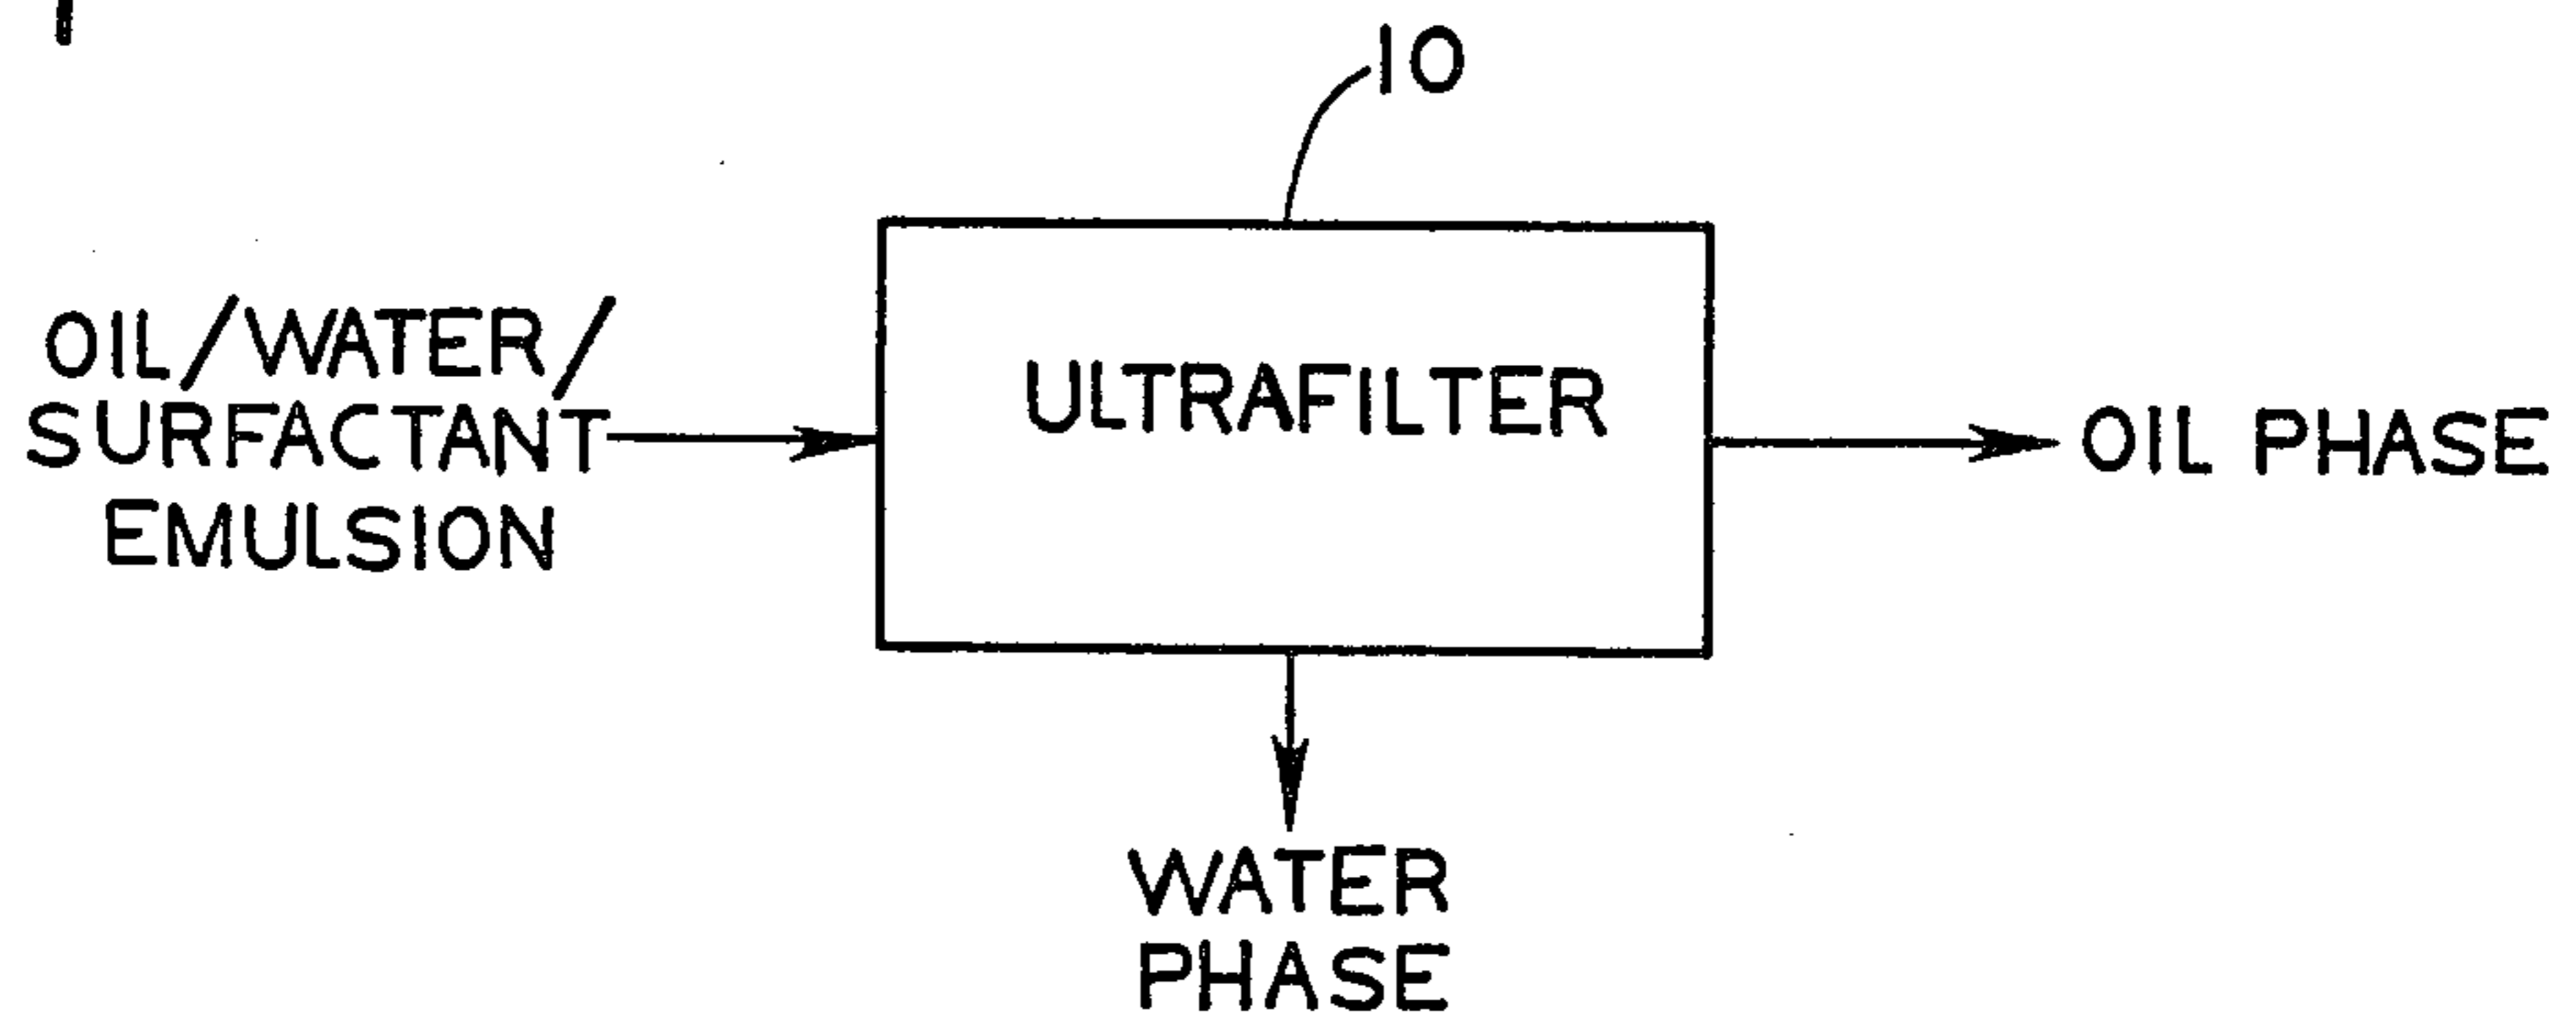 10
OIL/WATER/
SURFACTANT
EMULSION
ULTRAFILTER
OIL PHASE
WATER
PHASE